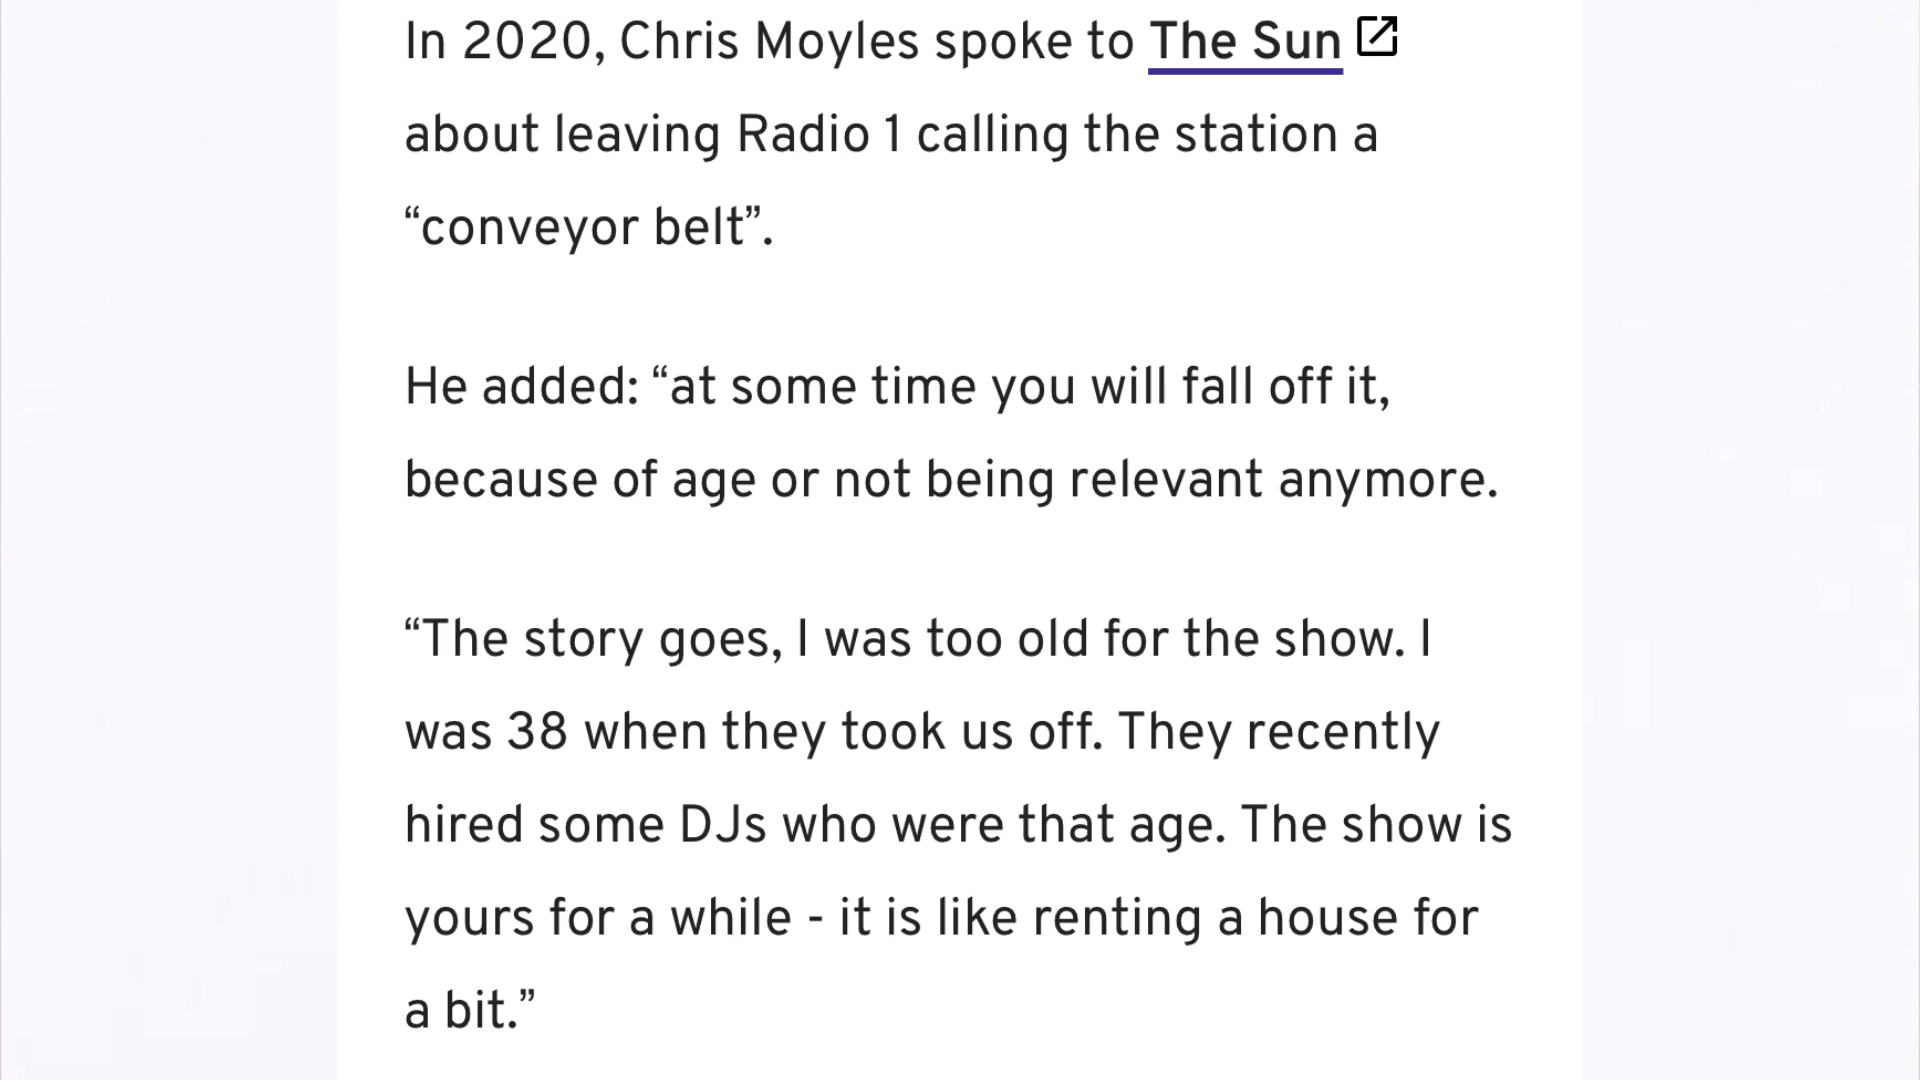 In 2020, Chris Moyles spoke to The Sun
about leaving Radio 1 calling the station a
“conveyor belt”.
He added: “at some time you will fall off it,
because of age or not being relevant anymore.
“The story goes, I was too old for the show. I
was 38 when they took us off. They recently
hired some DJs who were that age. The show is
yours for a while - it is like renting a house for
a bit.”